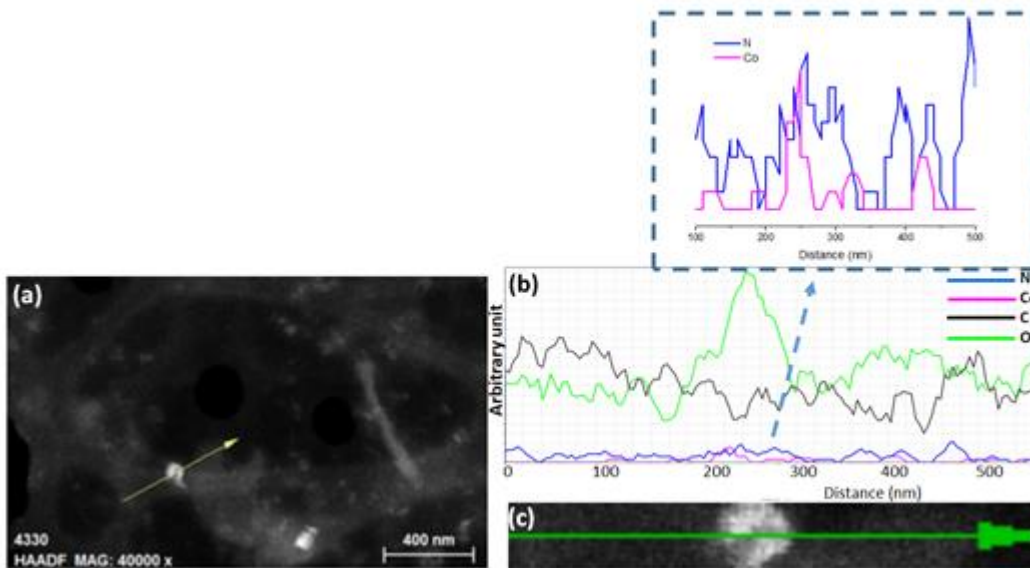 N
Co
100 200 300 400 500
Distance (nm)
(a)
4330
HAADF MAG: 40000 x
400 nm
(b)
N
C
O
Arbitrary unit
0 100 200 300 400 500
Distance (nm)
(c)